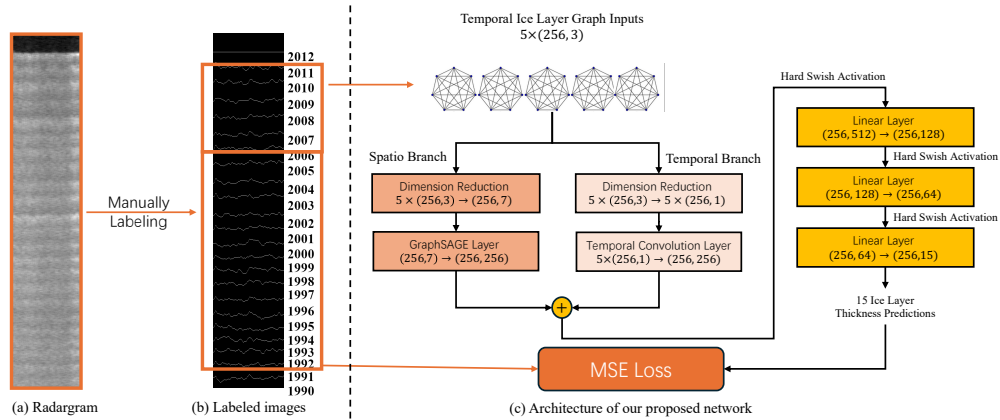 Temporal Ice Layer Graph Inputs
5×(256, 3)
2012
2011
2010
2009
2008
2007
2006
2005
2004
2003
2002
2001
2000
1999
1998
1997
1996
1995
1994
1993
1992
1991
1990
Manually
Labeling
Spatio Branch
Temporal Branch
Dimension Reduction
5 × (256,3) → (256,7)
Dimension Reduction
5 × (256,3) → 5 × (256,1)
GraphSAGE Layer
(256,7) → (256,256)
Temporal Convolution Layer
5×(256,1) → (256,256)
+
Hard Swish Activation
Linear Layer
(256,512) → (256,128)
Hard Swish Activation
Linear Layer
(256,128) → (256,64)
Hard Swish Activation
Linear Layer
(256,64) → (256,15)
15 Ice Layer
Thickness Predictions
MSE Loss
(a) Radargram
(b) Labeled images
(c) Architecture of our proposed network